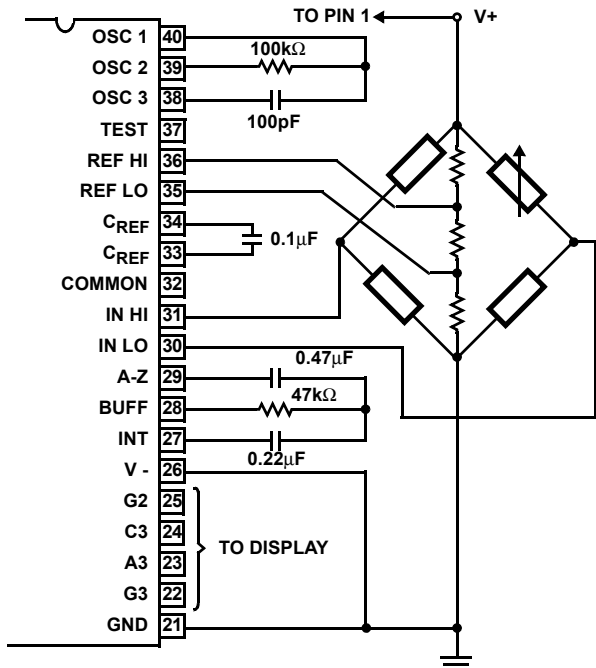 TO PIN 1 V+
OSC 1 40
100kΩ
OSC 2 39
OSC 3 38
100pF
TEST 37
REF HI 36
REF LO 35
CREF 34
0.1μF
CREF 33
COMMON 32
IN HI 31
IN LO 30
0.47μF
A-Z 29
47kΩ
BUFF 28
INT 27
0.22μF
V - 26
G2 25
C3 24
TO DISPLAY
A3 23
G3 22
GND 21